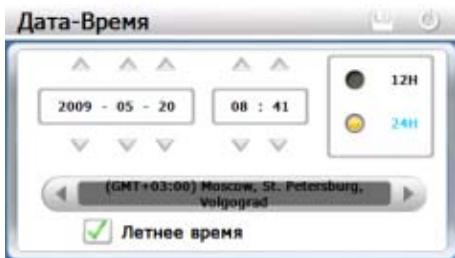 Дата-Время
2009 - 05 - 20
08 : 41
12H
24H
(GMT+03:00) Moscow, St. Petersburg,
Volgograd
Летнее время